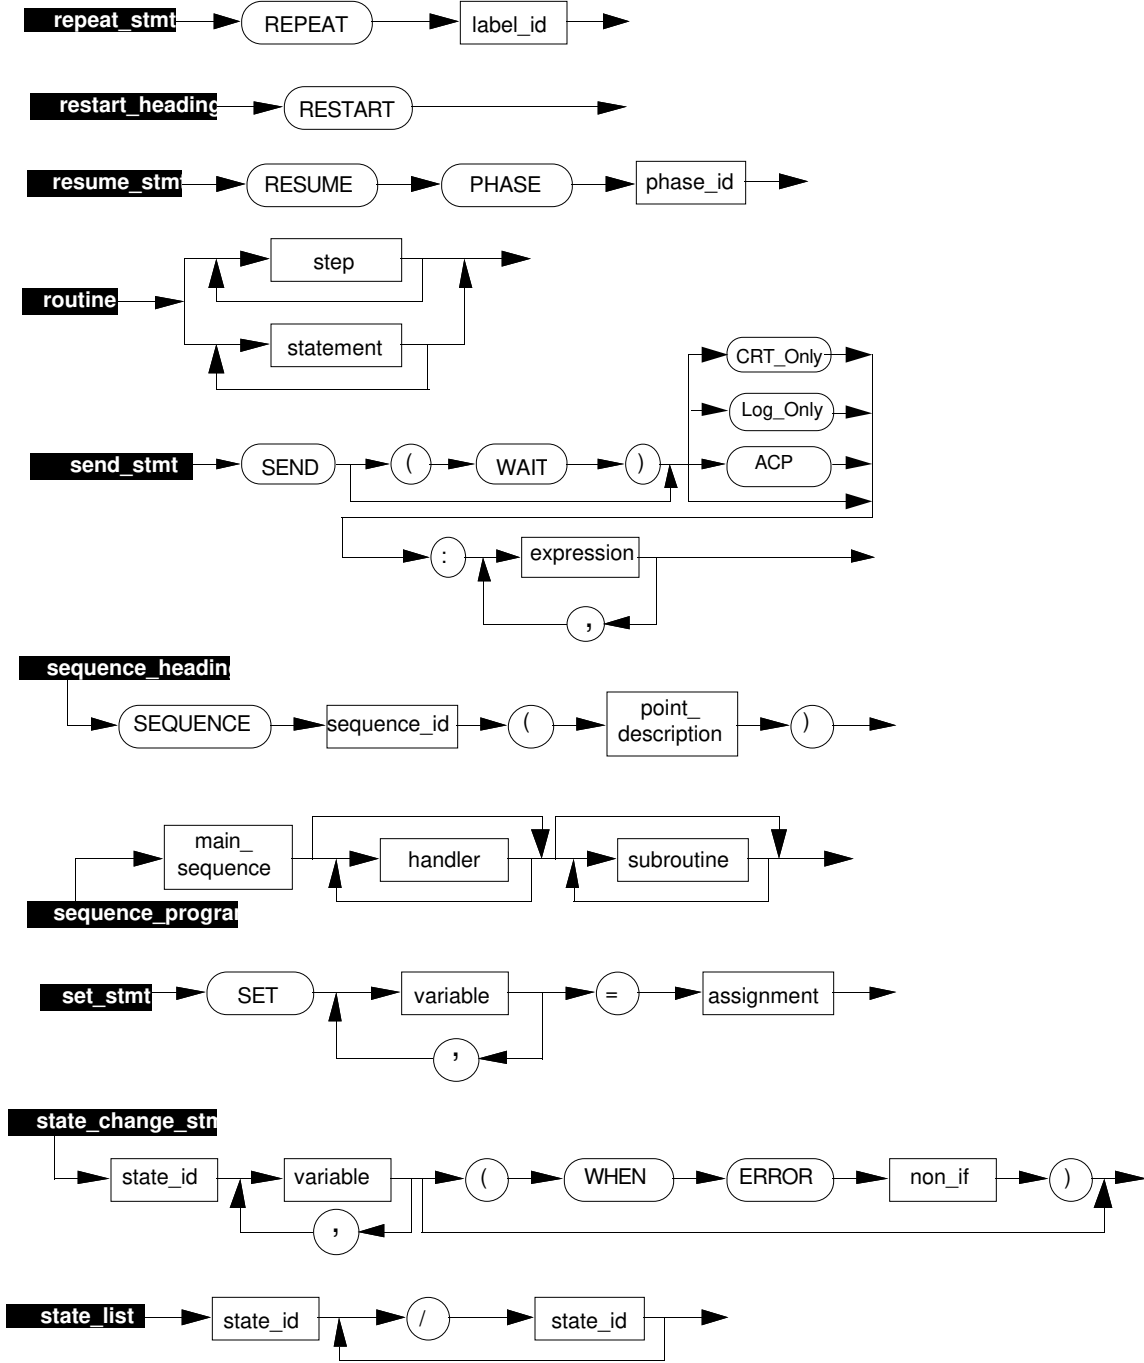 repeat_stmt REPEAT label_id
restart_heading RESTART
resume_stmt RESUME PHASE phase_id
step
routine
statement
CRT_Only
Log_Only
send_stmt SEND ( WAIT ) ACP
: expression
,
sequence_heading
SEQUENCE sequence_id ( point_
description )
main_
sequence handler subroutine
sequence_program
set_stmt SET variable = assignment
,
state_change_stm
state_id variable ( WHEN ERROR non_if )
,
state_list state_id / state_id